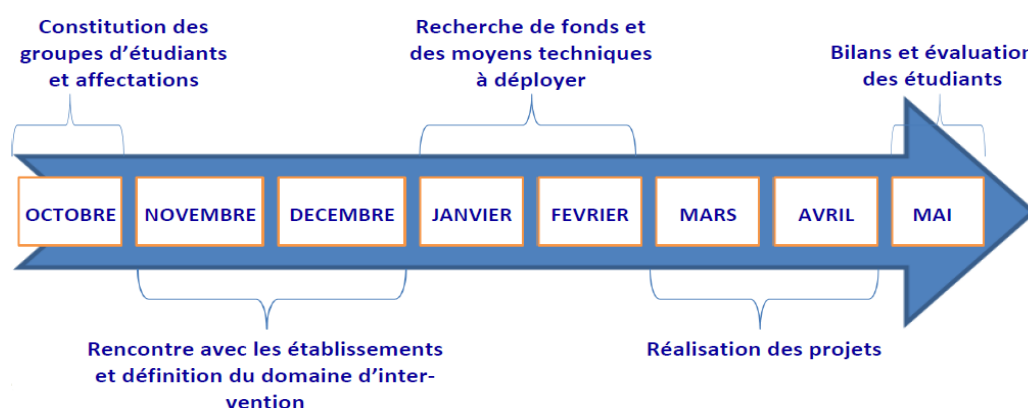 Constitution des
groupes d'étudiants
et affectations
Recherche de fonds et
des moyens techniques
à déployer
Bilans et évaluation
des étudiants
OCTOBRE
NOVEMBRE
DECEMBRE
JANVIER
FEVRIER
MARS
AVRIL
MAI
Rencontre avec les établissements
et définition du domaine d'inter-
vention
Réalisation des projets